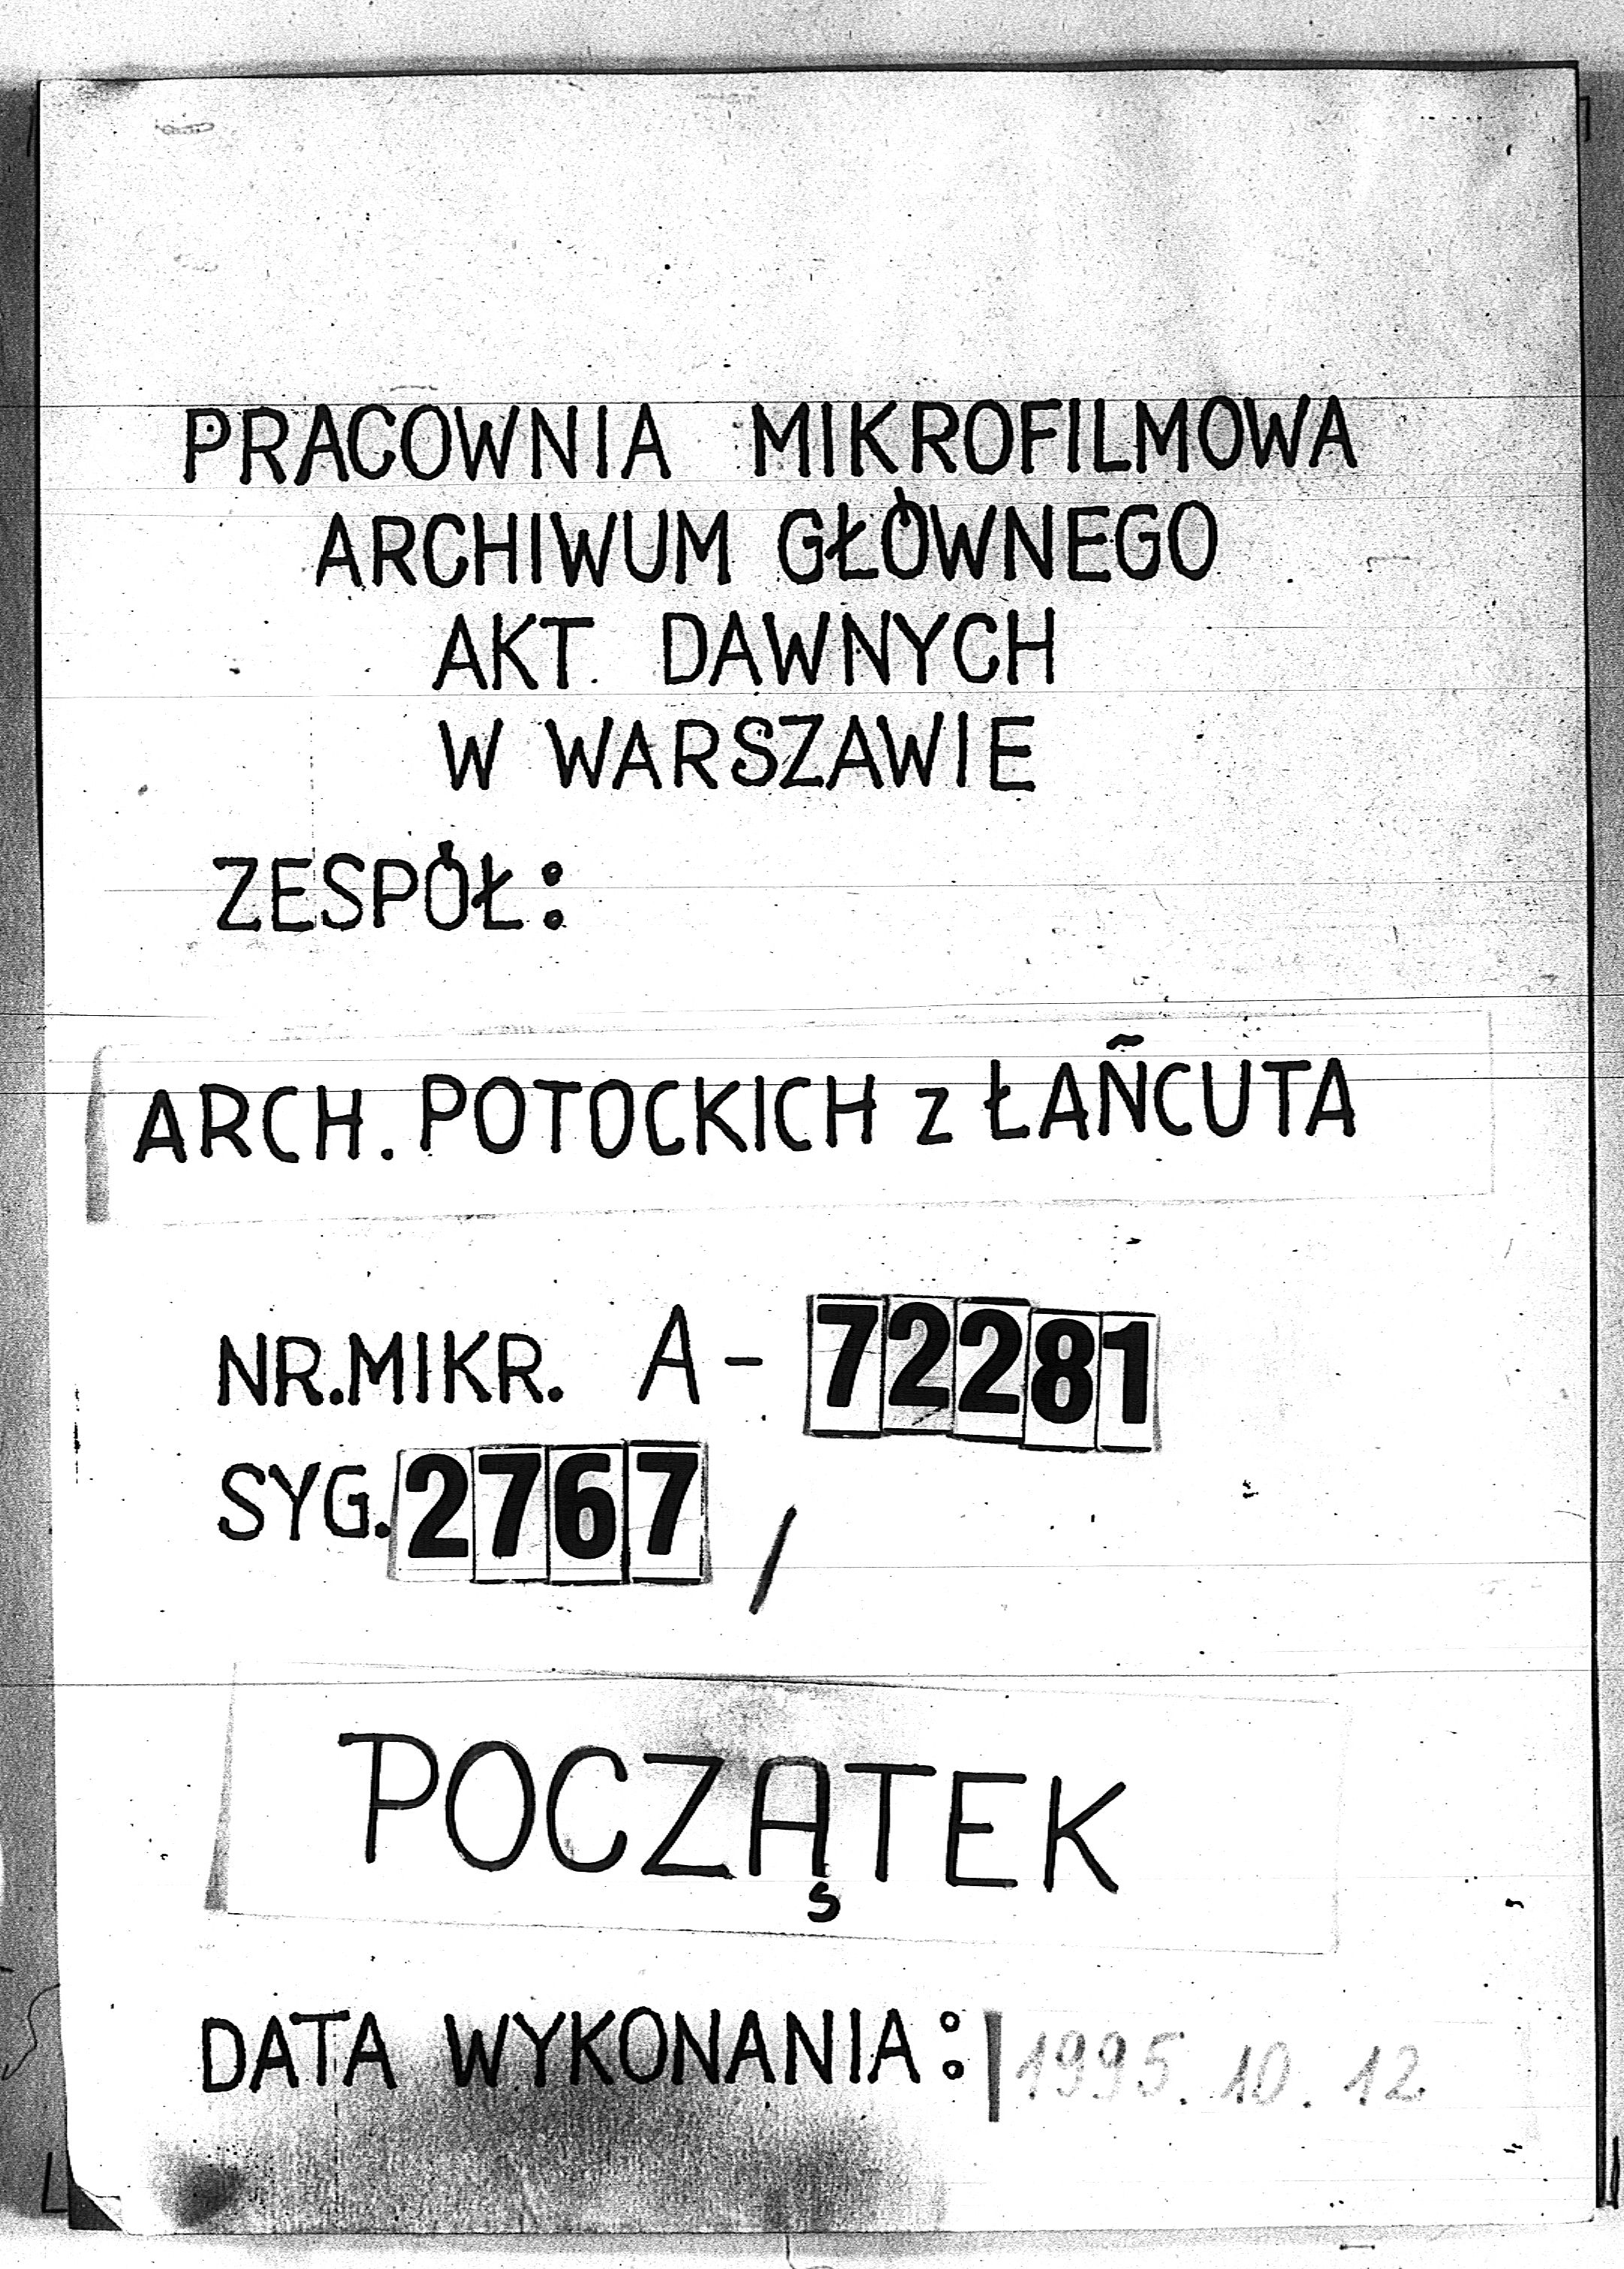 PRACOWNIA MIKROFILMOWA
ARCHIWUM GŁÓWNEGO
AKT DAWNYCH
W WARSZAWIE
ZESPÓŁ:
ARCH. POTOCKICH z ŁAŃCUTA
NR.MIKR. A-72281
SYG. 2767 /
POCZĄTEK
DATA WYKONANIA: 1995.10.12